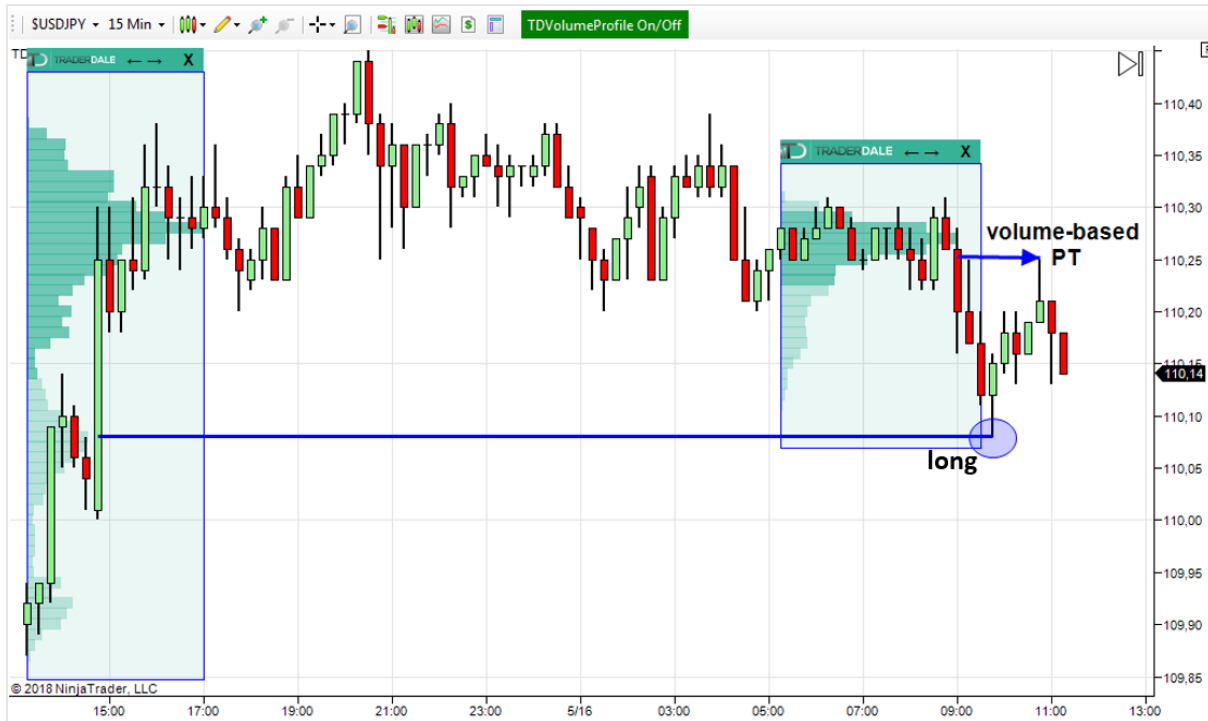 $USDJPY 15 Min TDVolumeProfile On/Off
TRADERDALE ← → X
TRADERDALE ← → X
110,40
110,35
110,30
110,25
110,20
110,15
110,14
110,10
110,05
110,00
109,95
109,90
109,85
volume-based
PT
long
© 2018 NinjaTrader, LLC
15:00 17:00 19:00 21:00 23:00 5/16 03:00 05:00 07:00 09:00 11:00 13:00